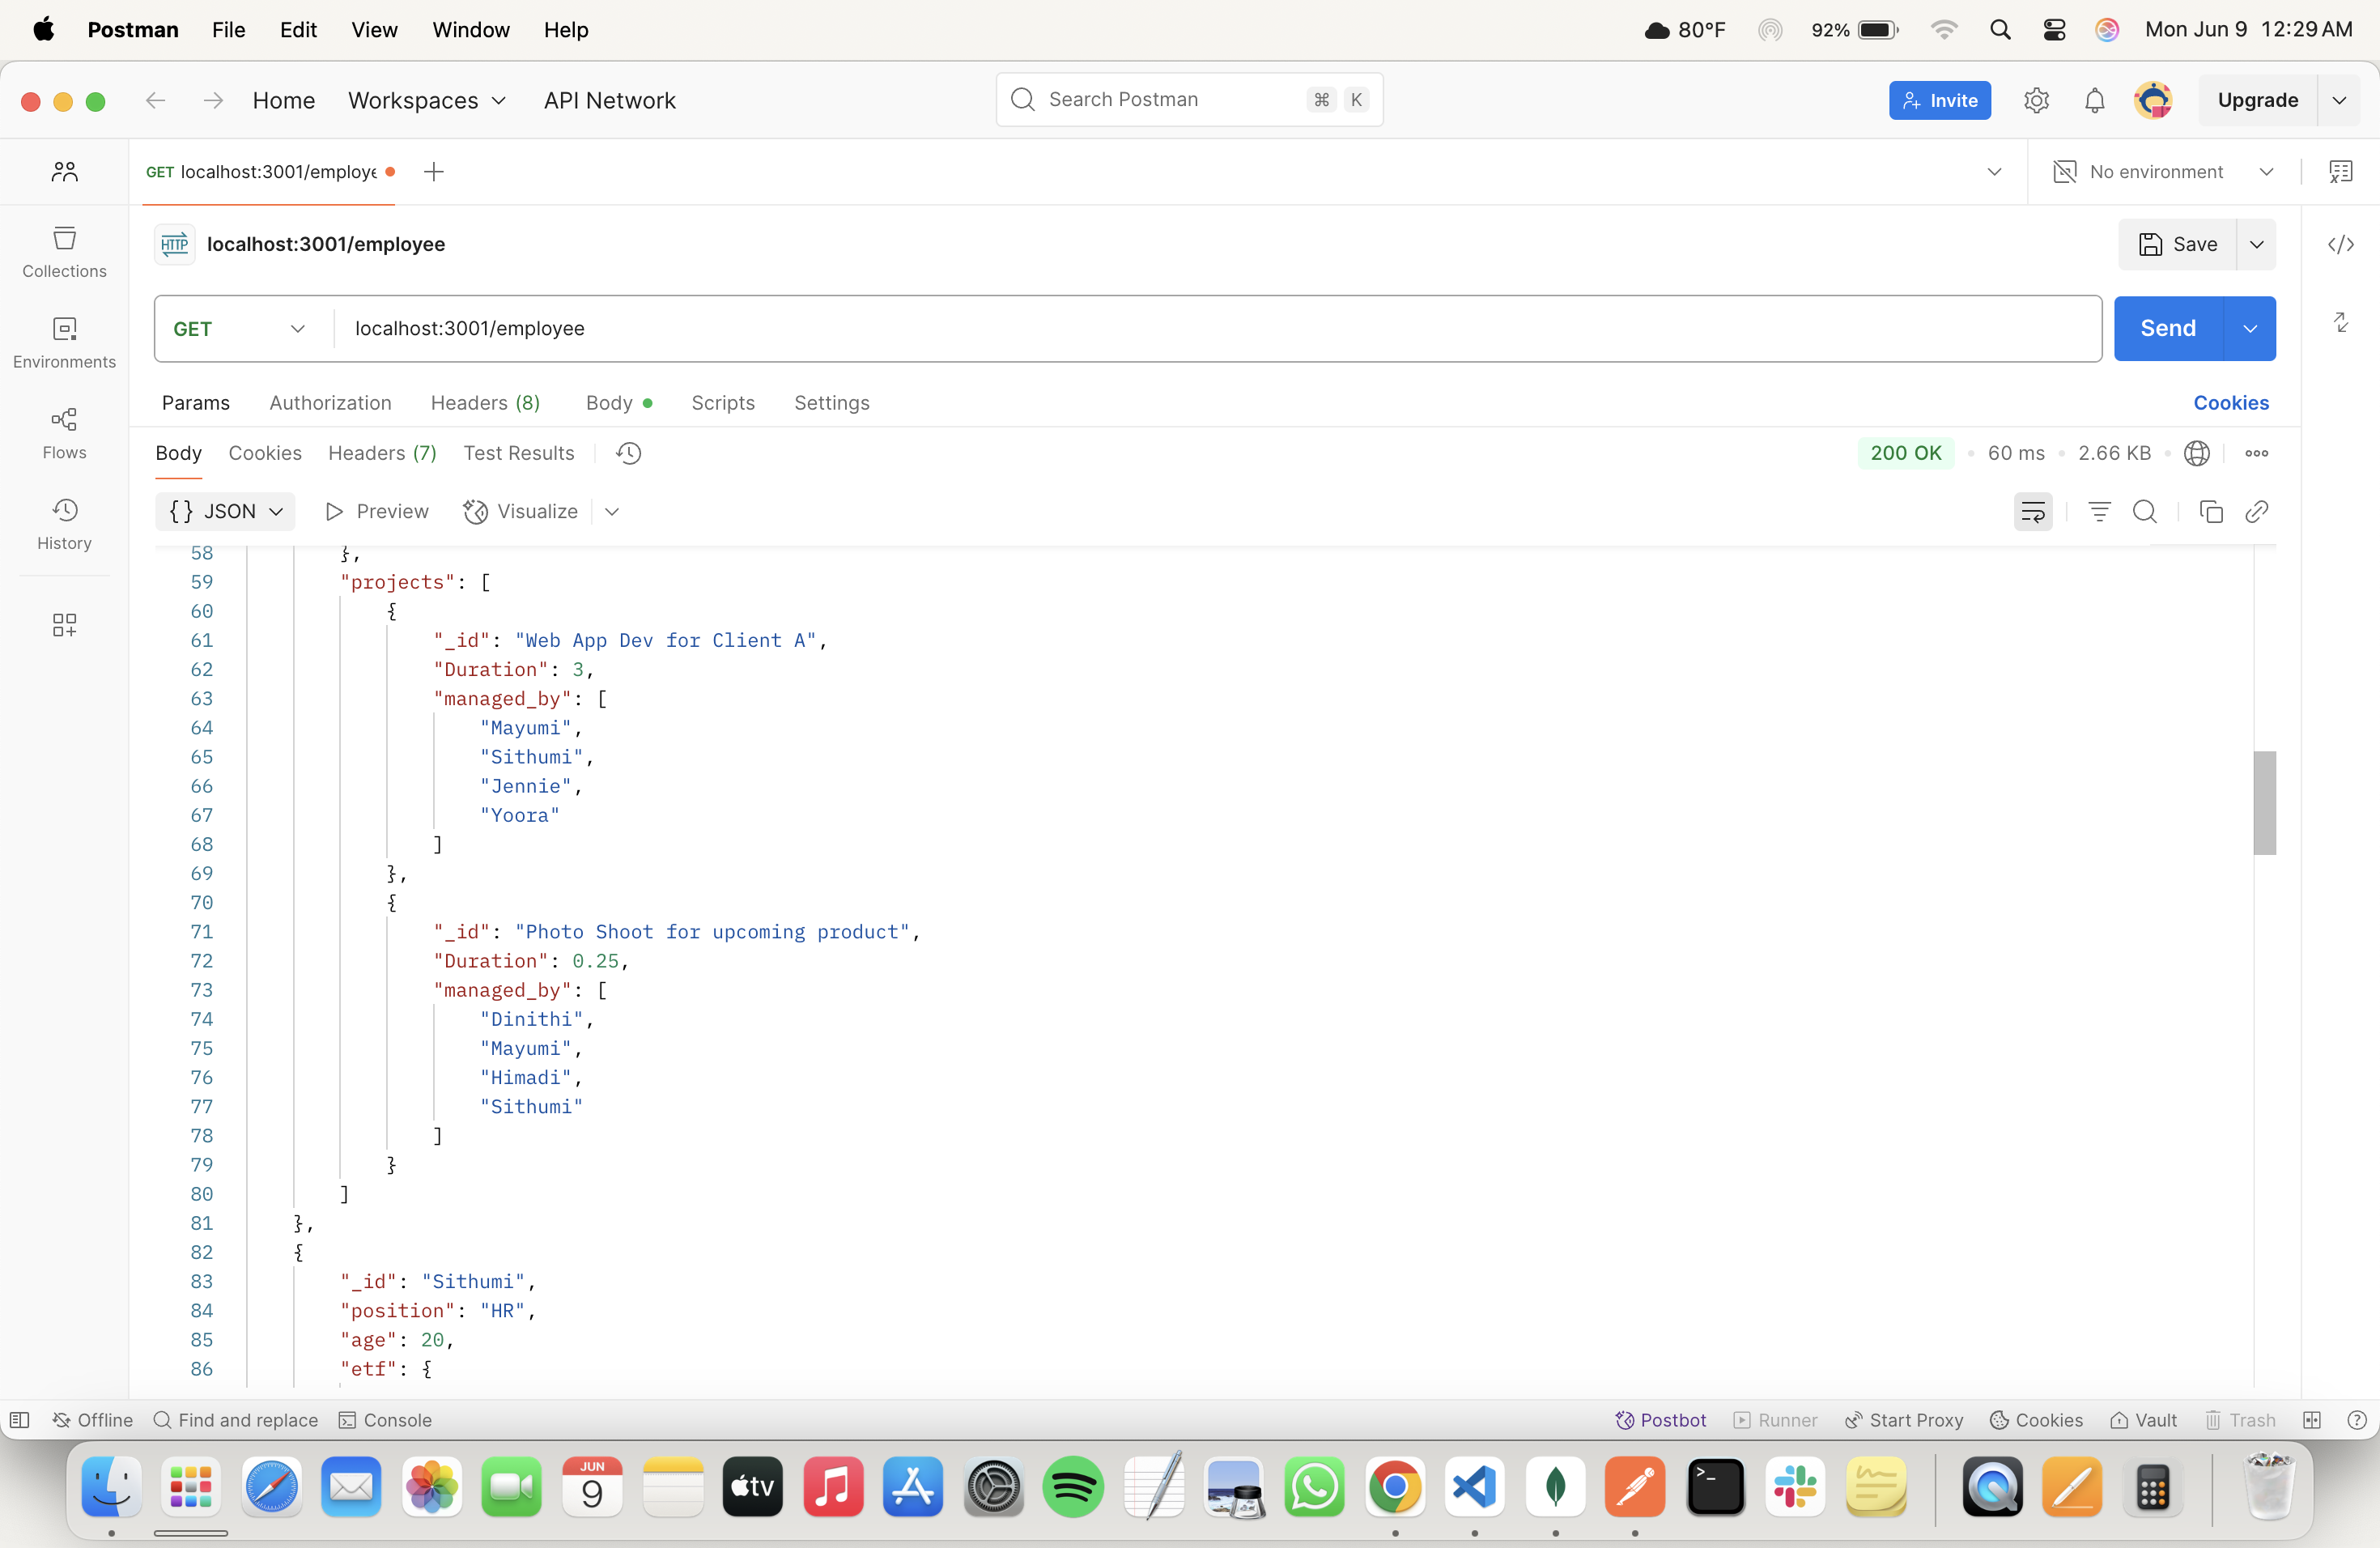 Postman File Edit View Window Help 80°F 92% Mon Jun 9 12:29 AM
Home Workspaces API Network Search Postman ⌘ K Invite Upgrade
GET localhost:3001/employe No environment
HTTP localhost:3001/employee Save
Collections
GET localhost:3001/employee Send
Environments
Params Authorization Headers (8) Body Scripts Settings Cookies
Flows
Body Cookies Headers (7) Test Results 200 OK 60 ms 2.66 KB
{} JSON Preview Visualize
History
58 },
59 "projects": [
60 {
61 "_id": "Web App Dev for Client A",
62 "Duration": 3,
63 "managed_by": [
64 "Mayumi",
65 "Sithumi",
66 "Jennie",
67 "Yoora"
68 ]
69 },
70 {
71 "_id": "Photo Shoot for upcoming product",
72 "Duration": 0.25,
73 "managed_by": [
74 "Dinithi",
75 "Mayumi",
76 "Himadi",
77 "Sithumi"
78 ]
79 }
80 ]
81 },
82 {
83 "_id": "Sithumi",
84 "position": "HR",
85 "age": 20,
86 "etf": {
Offline Find and replace Console Postbot Runner Start Proxy Cookies Vault Trash
JUN
9
tv